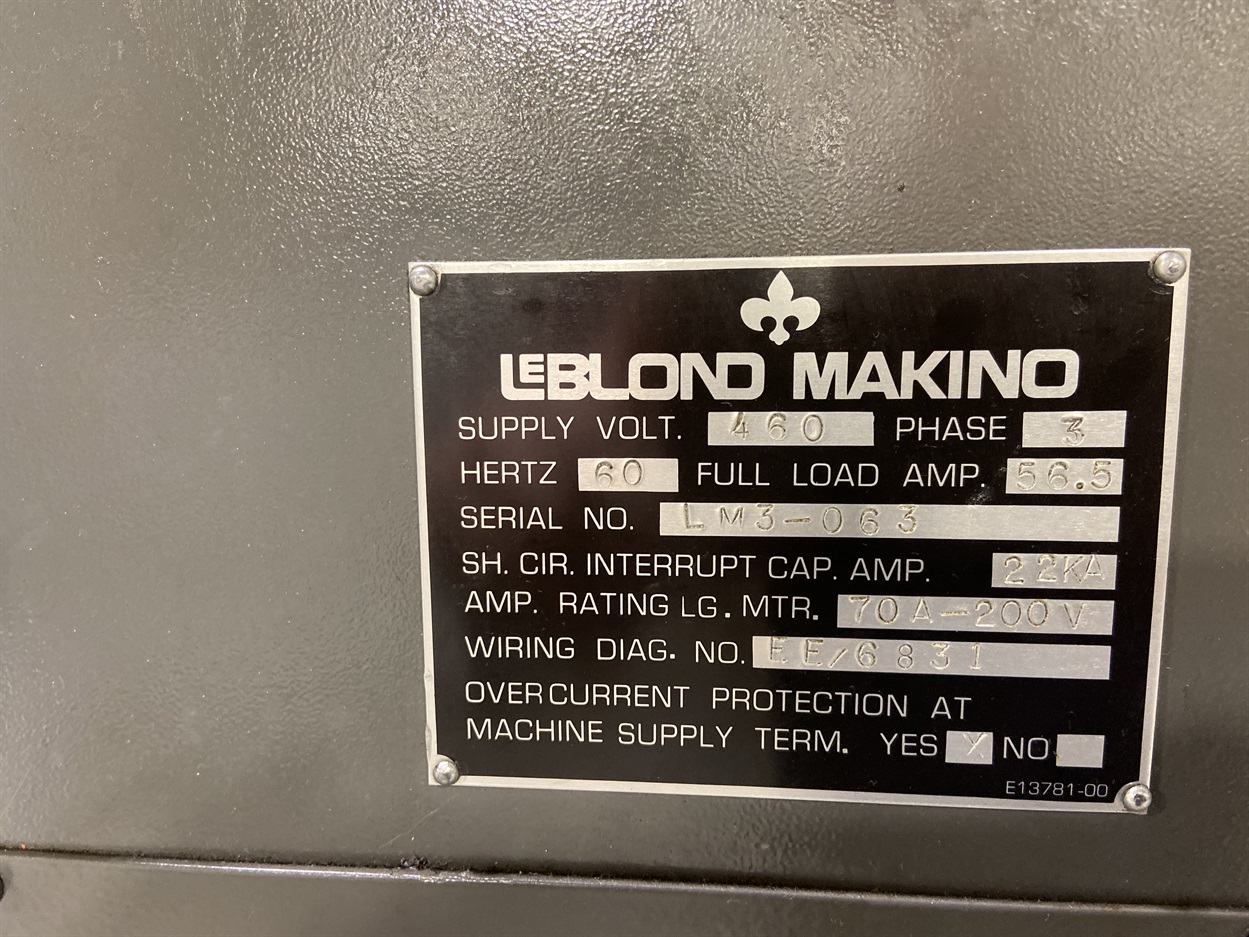 LEBLOND MAKINO
SUPPLY VOLT. 460 PHASE 3
HERTZ 60 FULL LOAD AMP. 56.5
SERIAL NO. LM3-063
SH. CIR. INTERRUPT CAP. AMP. 22KA
AMP. RATING LG. MTR. 70A-200V
WIRING DIAG. NO. EE/6831
OVERCURRENT PROTECTION AT
MACHINE SUPPLY TERM. YES X NO
E13781-00